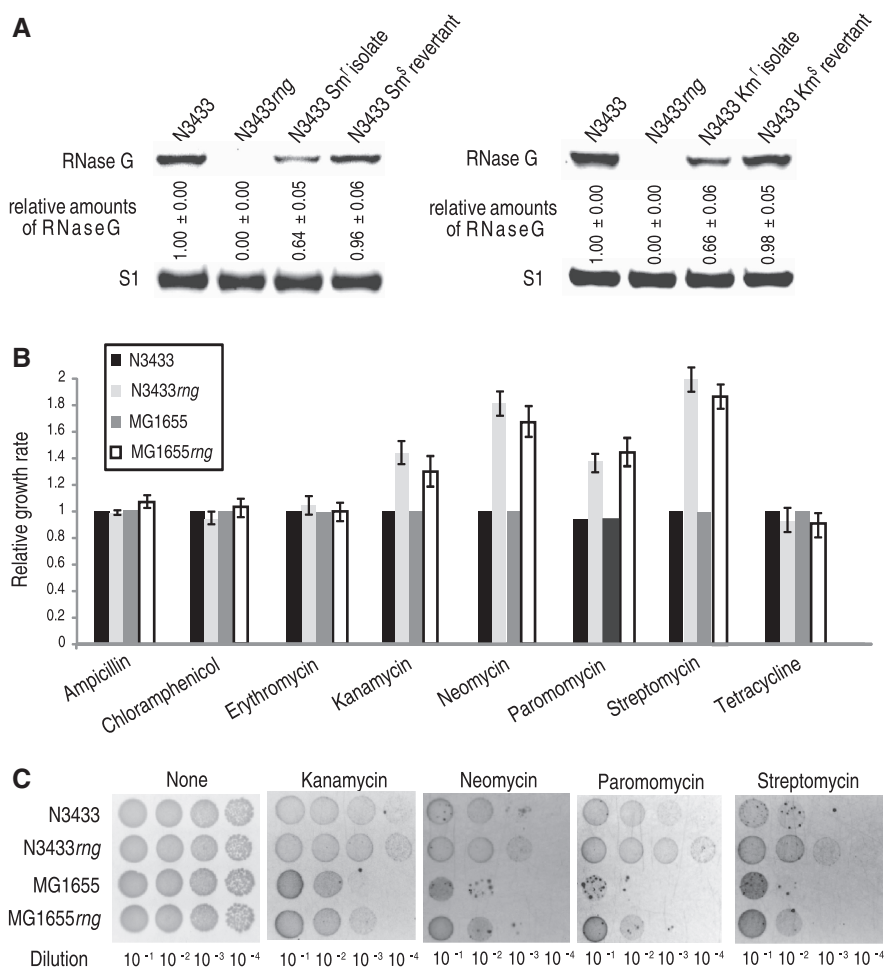 A
N3433
N3433rng
N3433 Smʳ isolate
N3433 Smˢ revertant
RNase G
relative amounts
of RNaseG
1.00 ± 0.00
0.00 ± 0.00
0.64 ± 0.05
0.96 ± 0.06
S1
N3433
N3433rng
N3433 Kmʳ isolate
N3433 Kmˢ revertant
RNase G
relative amounts
of RNaseG
1.00 ± 0.00
0.00 ± 0.00
0.66 ± 0.06
0.98 ± 0.05
S1
B
N3433
N3433rng
MG1655
MG1655rng
Relative growth rate
2
1.8
1.6
1.4
1.2
1
0.8
0.6
0.4
0.2
0
Ampicillin
Chloramphenicol
Erythromycin
Kanamycin
Neomycin
Paromomycin
Streptomycin
Tetracycline
C
None Kanamycin Neomycin Paromomycin Streptomycin
N3433
N3433rng
MG1655
MG1655rng
Dilution 10⁻¹ 10⁻² 10⁻³ 10⁻⁴ 10⁻¹ 10⁻² 10⁻³ 10⁻⁴ 10⁻¹ 10⁻² 10⁻³ 10⁻⁴ 10⁻¹ 10⁻² 10⁻³ 10⁻⁴ 10⁻¹ 10⁻² 10⁻³ 10⁻⁴